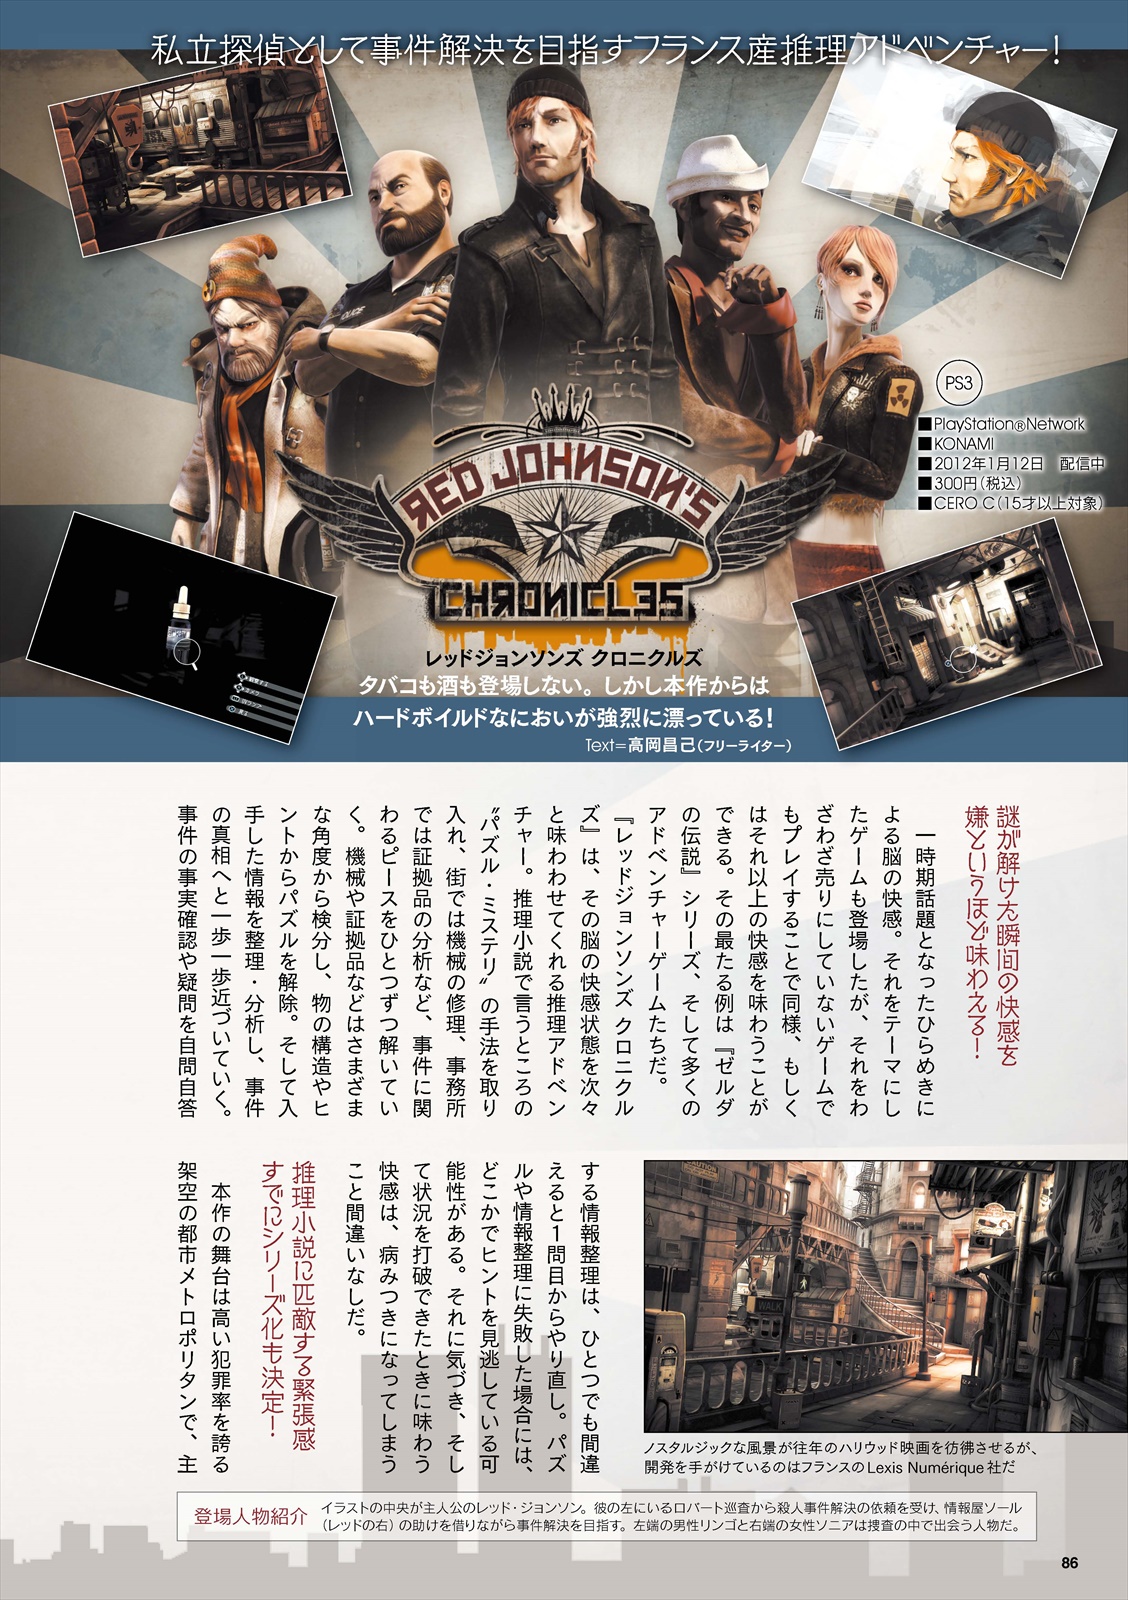 私立探偵として事件解決を目指すフランス産推理アドベンチャー!
RED JOHNSON'S
CHRONICLES
PS3
■PlayStation®Network
■KONAMI
■2012年1月12日 配信中
■300円(税込)
■CERO C(15才以上対象)
レッドジョンソンズ クロニクルズ
タバコも酒も登場しない。しかし本作からは
ハードボイルドなにおいが強烈に漂っている!
Text=高岡昌己(フリーライター)
謎が解けた瞬間の快感を
嫌というほど味わえる!
一時期話題となったひらめきに
よる脳の快感。それをテーマにし
たゲームも登場したが、それをわ
ざわざ売りにしていないゲームで
もプレイすることで同様、もしく
はそれ以上の快感を味わうことが
できる。その最たる例は『ゼルダ
の伝説』シリーズ、そして多くの
アドベンチャーゲームたちだ。
『レッドジョンソンズ クロニクル
ズ』は、その脳の快感状態を次々
と味わわせてくれる推理アドベン
チャー。推理小説で言うところの
〝パズル・ミステリ〟の手法を取り
入れ、街では機械の修理、事務所
では証拠品の分析など、事件に関
わるピースをひとつずつ解いてい
く。機械や証拠品などはさまざま
な角度から検分し、物の構造やヒ
ントからパズルを解除。そして入
手した情報を整理・分析し、事件
の真相へと一歩一歩近づいていく。
事件の事実確認や疑問を自問自答
する情報整理は、ひとつでも間違
えると1問目からやり直し。パズ
ルや情報整理に失敗した場合には、
どこかでヒントを見逃している可
能性がある。それに気づき、そし
て状況を打破できたときに味わう
快感は、病みつきになってしまう
こと間違いなしだ。
推理小説に匹敵する緊張感
すでにシリーズ化も決定!
本作の舞台は高い犯罪率を誇る
架空の都市メトロポリタンで、主
WALK
ノスタルジックな風景が往年のハリウッド映画を彷彿させるが、
開発を手がけているのはフランスのLexis Numérique社だ
登場人物紹介
イラストの中央が主人公のレッド・ジョンソン。彼の左にいるロバート巡査から殺人事件解決の依頼を受け、情報屋ソール
(レッドの右)の助けを借りながら事件解決を目指す。左端の男性リンゴと右端の女性ソニアは捜査の中で出会う人物だ。
86